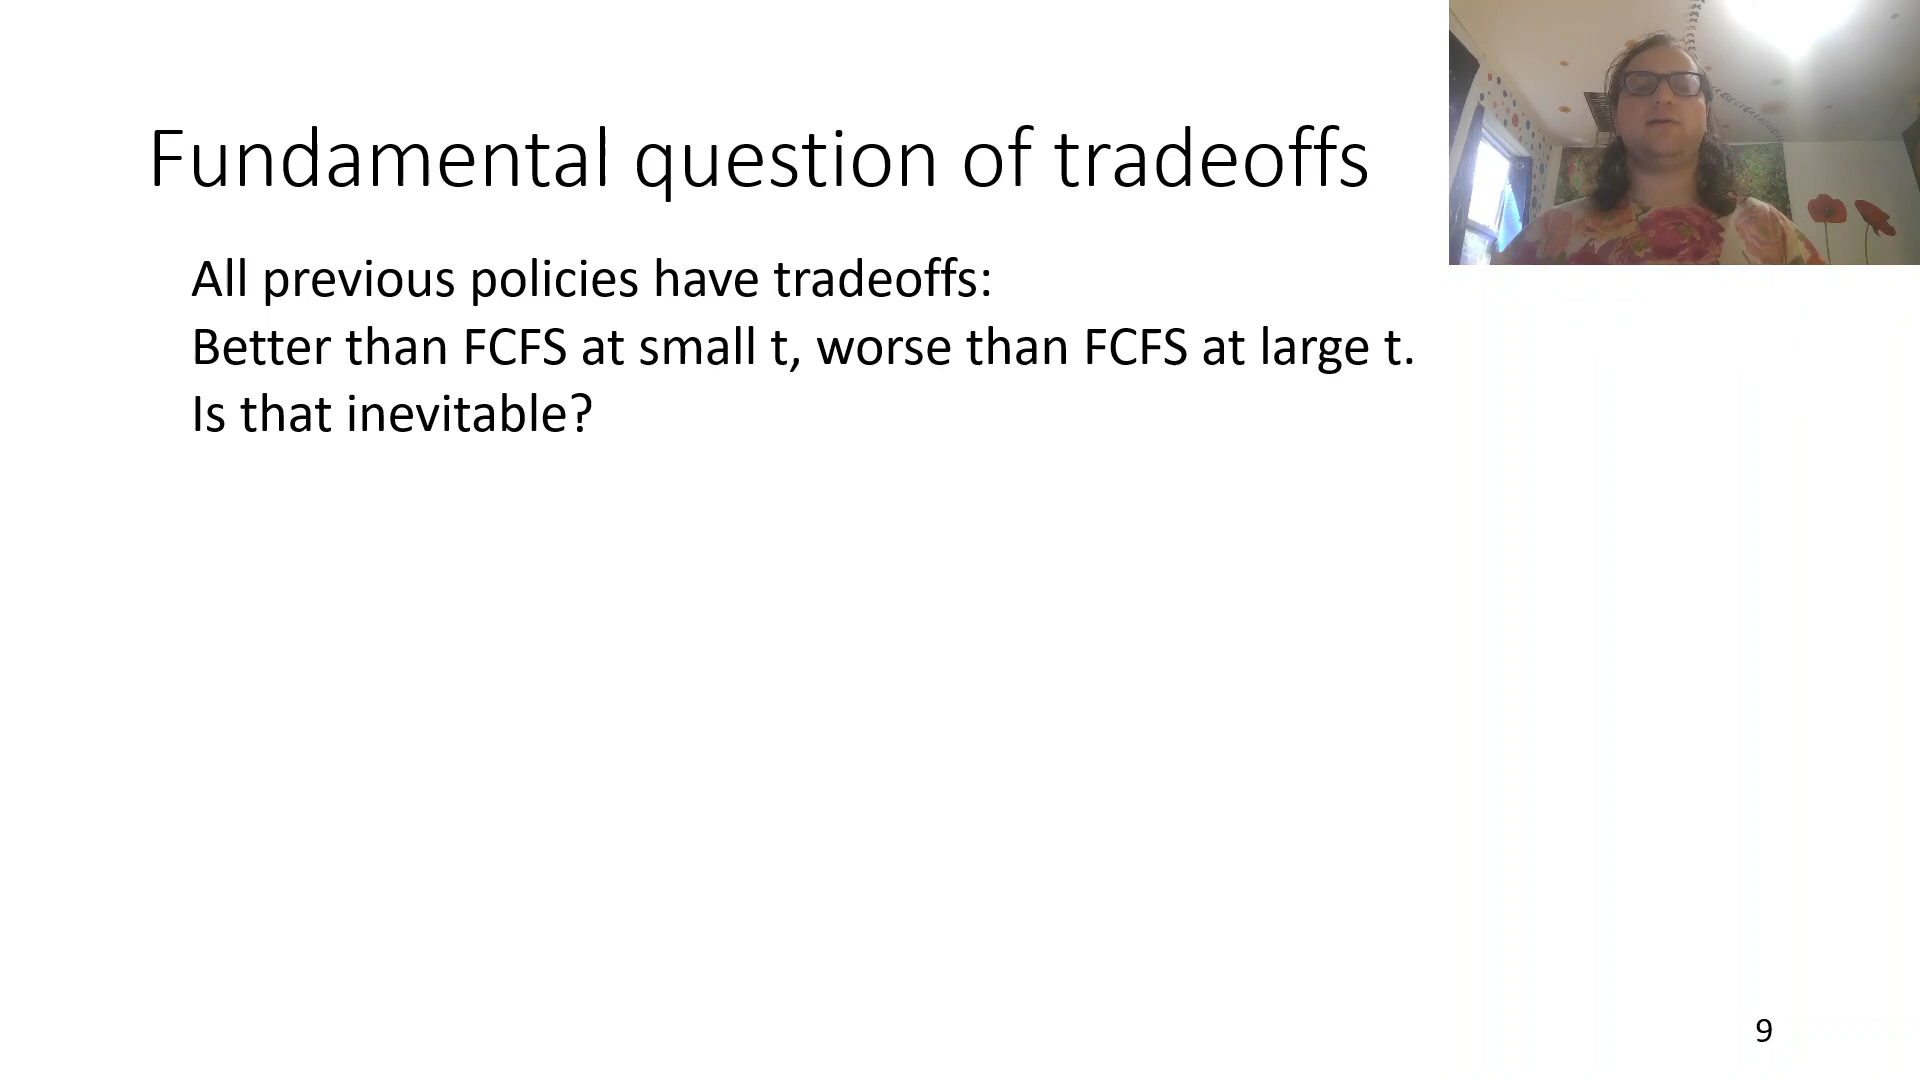 Fundamental question of tradeoffs
All previous policies have tradeoffs:
Better than FCFS at small t, worse than FCFS at large t.
Is that inevitable?
9